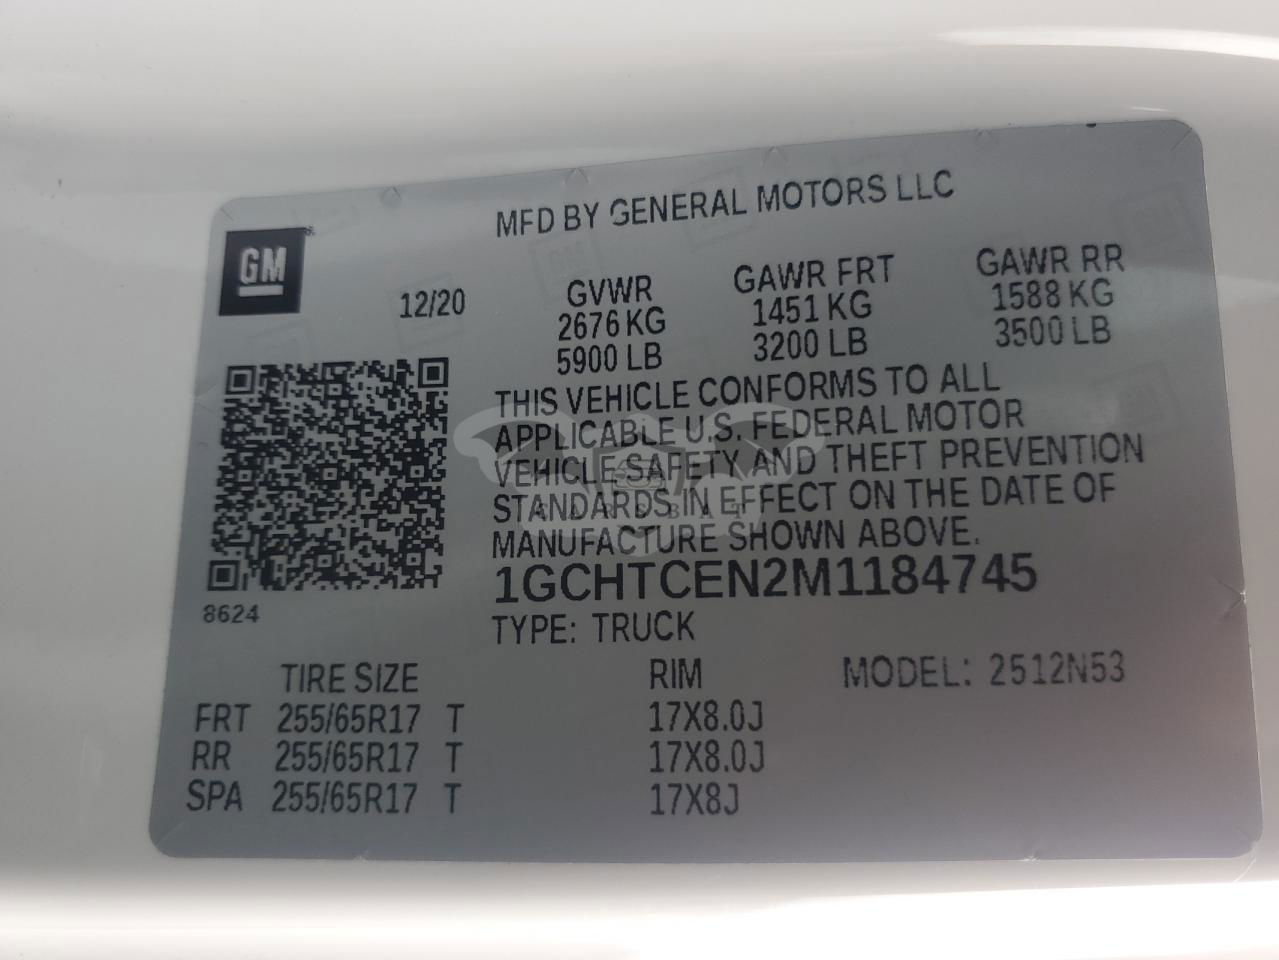 MFD BY GENERAL MOTORS LLC
GM
12/20
GVWR GAWR FRT GAWR RR
2676 KG 1451 KG 1588 KG
5900 LB 3200 LB 3500 LB
THIS VEHICLE CONFORMS TO ALL
APPLICABLE U.S. FEDERAL MOTOR
VEHICLE SAFETY AND THEFT PREVENTION
STANDARDS IN EFFECT ON THE DATE OF
CARSBAT
MANUFACTURE SHOWN ABOVE.
1GCHTCEN2M1184745
8624
TYPE: TRUCK
TIRE SIZE RIM MODEL: 2512N53
FRT 255/65R17 T 17X8.0J
RR 255/65R17 T 17X8.0J
SPA 255/65R17 T 17X8J